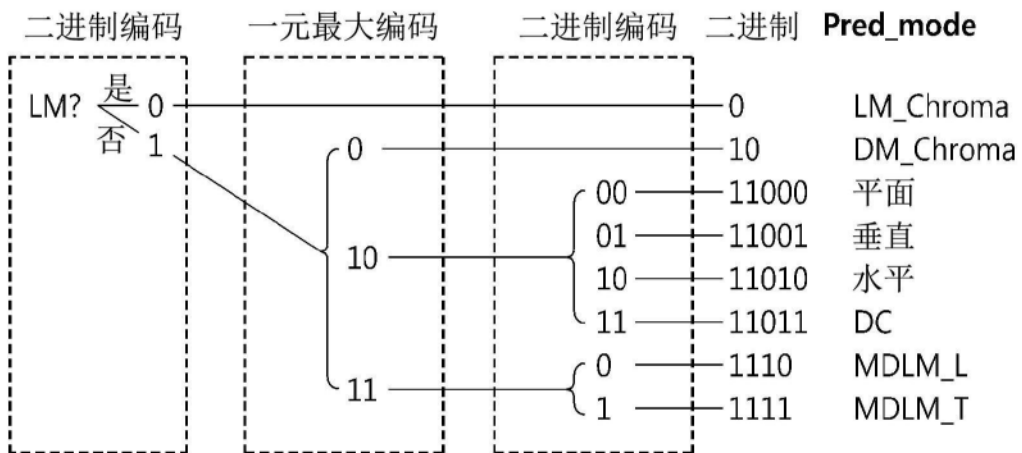 二进制编码 一元最大编码 二进制编码 二进制 Pred_mode
LM? 是 0 0 LM_Chroma
否 1 0 10 DM_Chroma
00 11000 平面
01 11001 垂直
10 10 11010 水平
11 11011 DC
11 0 1110 MDLM_L
1 1111 MDLM_T